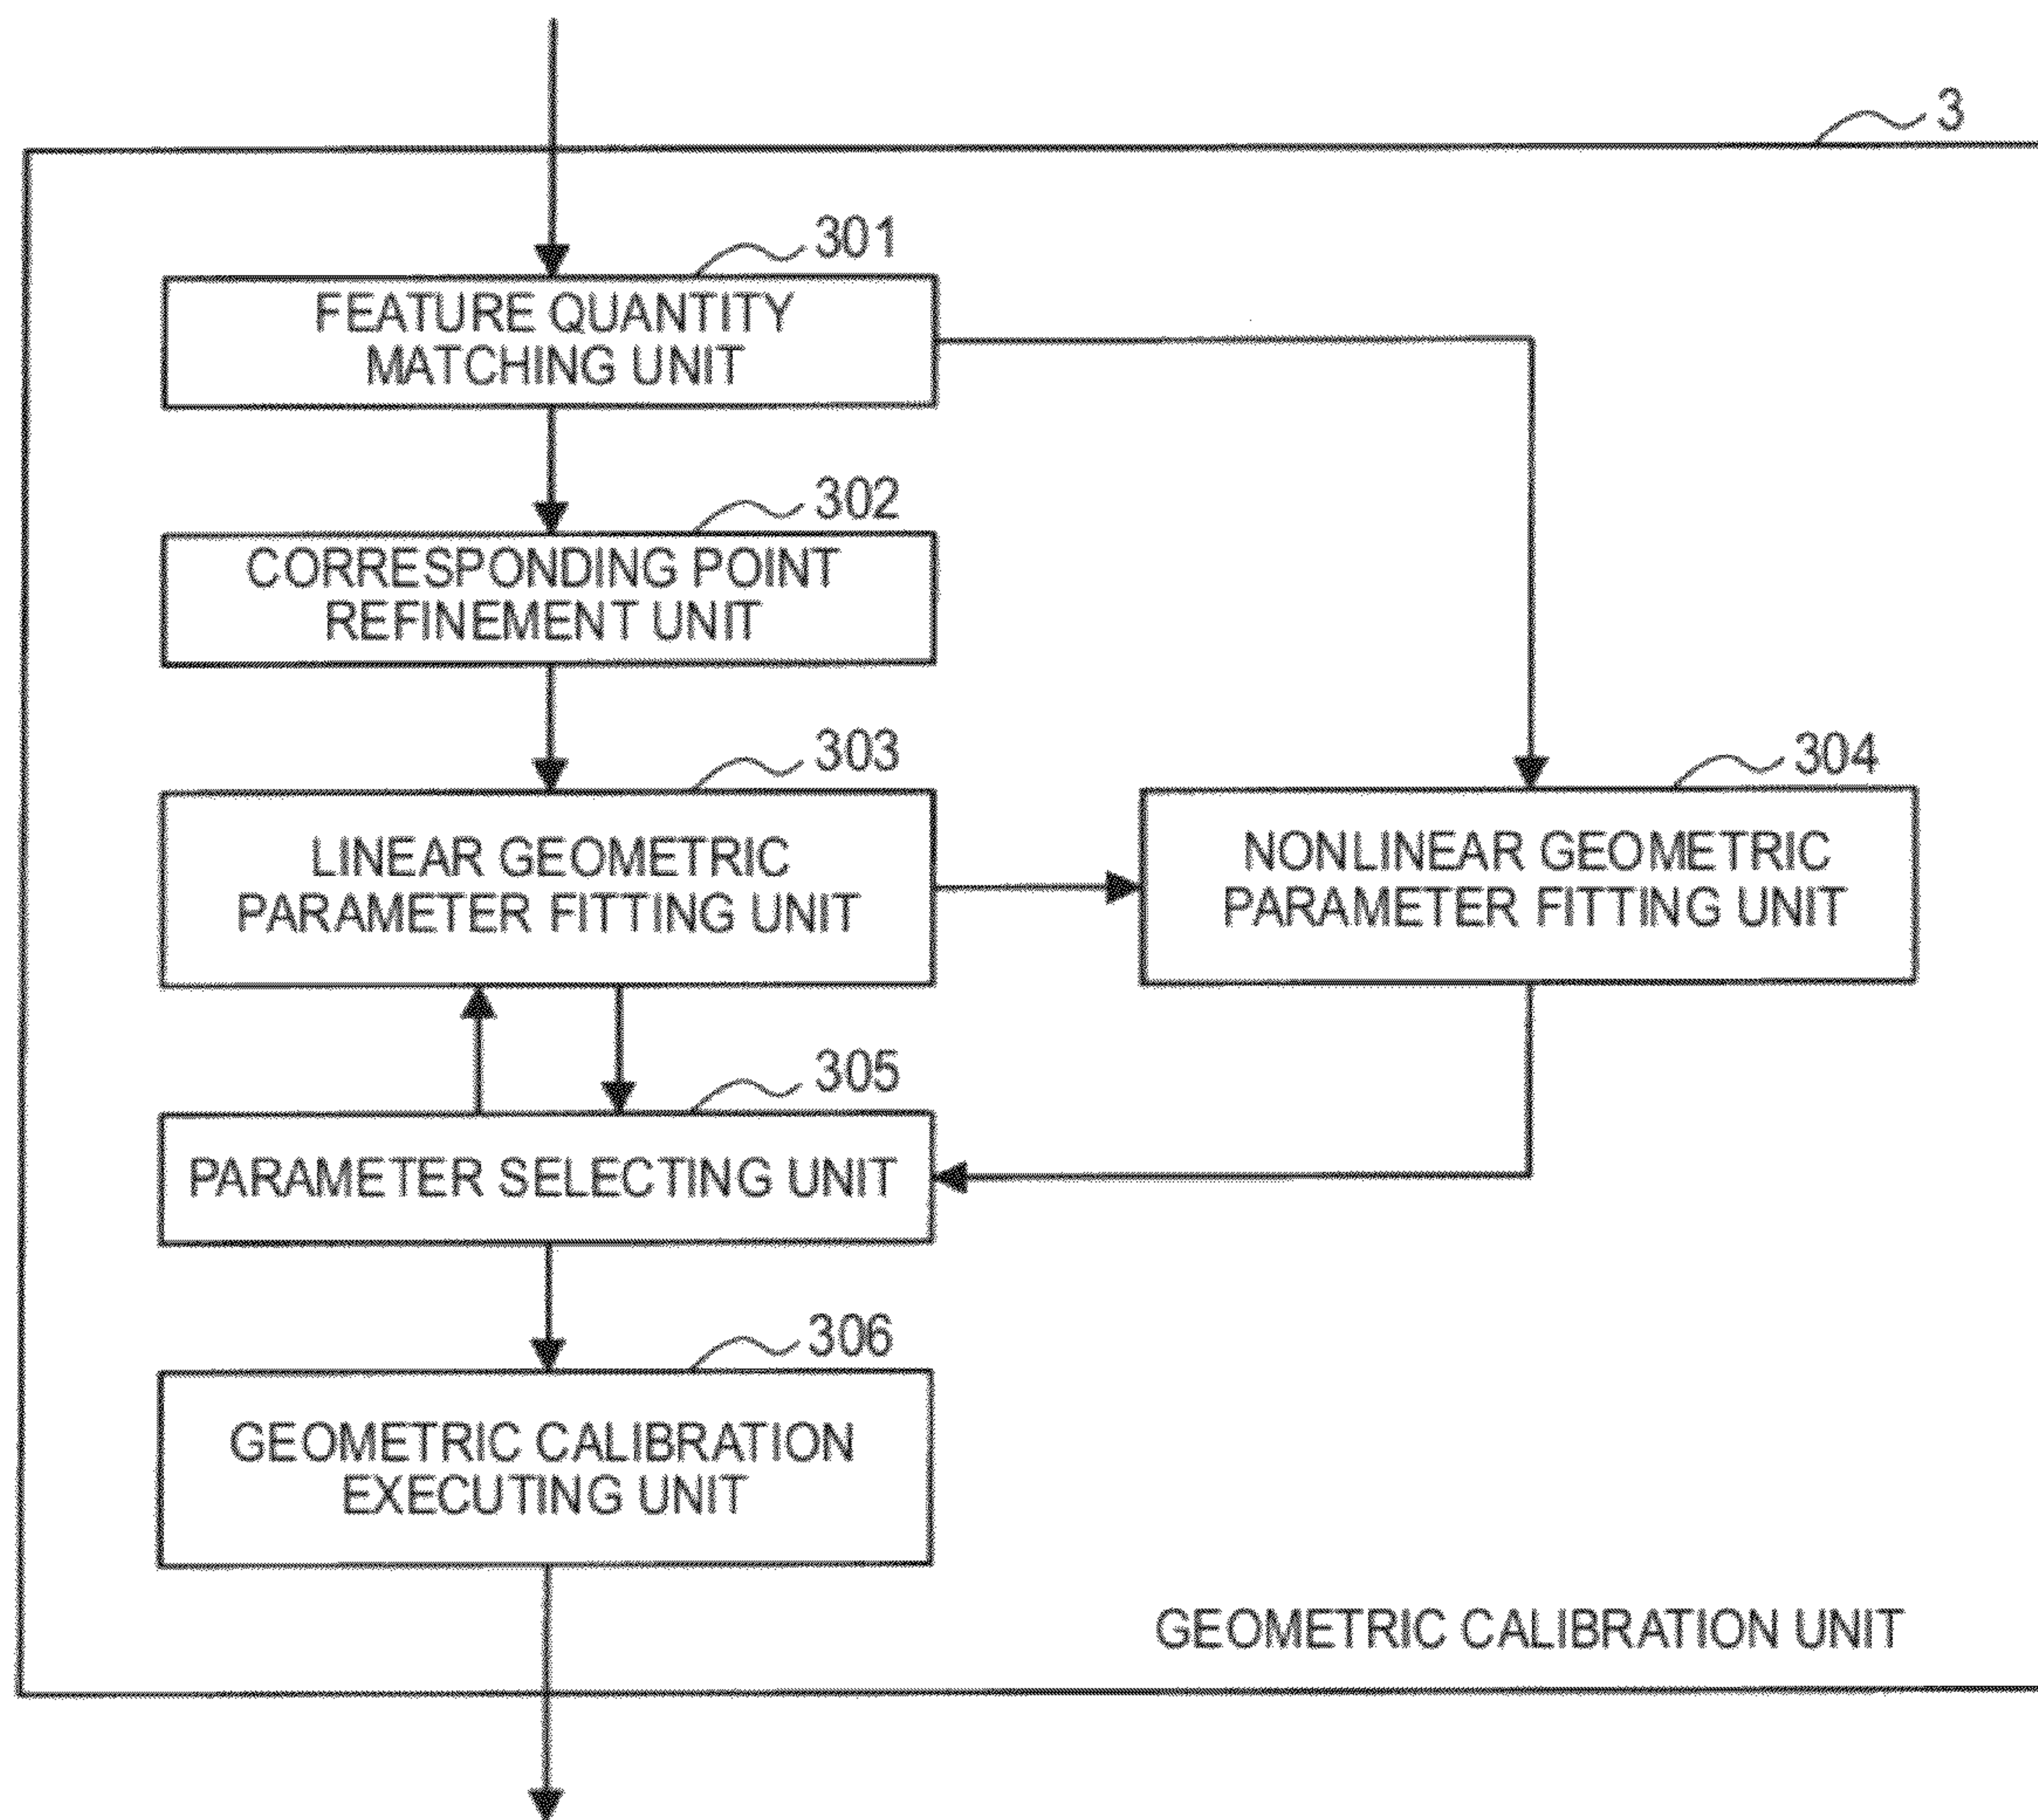 3
301
FEATURE QUANTITY
MATCHING UNIT
302
CORRESPONDING POINT
REFINEMENT UNIT
303
LINEAR GEOMETRIC
PARAMETER FITTING UNIT
304
NONLINEAR GEOMETRIC
PARAMETER FITTING UNIT
305
PARAMETER SELECTING UNIT
306
GEOMETRIC CALIBRATION
EXECUTING UNIT
GEOMETRIC CALIBRATION UNIT